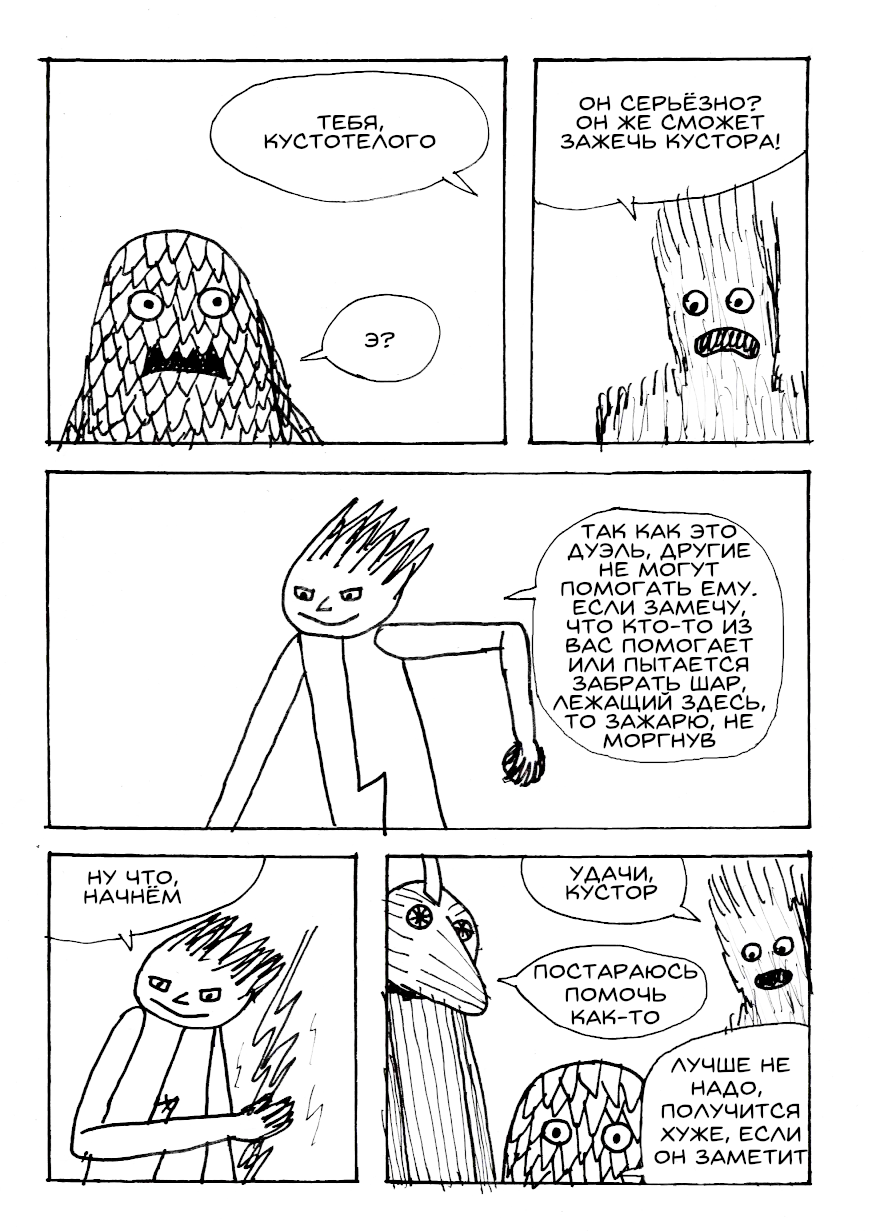 ТЕБЯ,
КУСТОТЕЛОГО
Э?
ОН СЕРЬЁЗНО?
ОН ЖЕ СМОЖЕТ
ЗАЖЕЧЬ КУСТОРА!
ТАК КАК ЭТО
ДУЭЛЬ, ДРУГИЕ
НЕ МОГУТ
ПОМОГАТЬ ЕМУ.
ЕСЛИ ЗАМЕЧУ,
ЧТО КТО-ТО ИЗ
ВАС ПОМОГАЕТ
ИЛИ ПЫТАЕТСЯ
ЗАБРАТЬ ШАР,
ЛЕЖАЩИЙ ЗДЕСЬ,
ТО ЗАЖАРЮ, НЕ
МОРГНУВ
НУ ЧТО,
НАЧНЁМ
УДАЧИ,
КУСТОР
ПОСТАРАЮСЬ
ПОМОЧЬ
КАК-ТО
ЛУЧШЕ НЕ
НАДО,
ПОЛУЧИТСЯ
ХУЖЕ, ЕСЛИ
ОН ЗАМЕТИТ